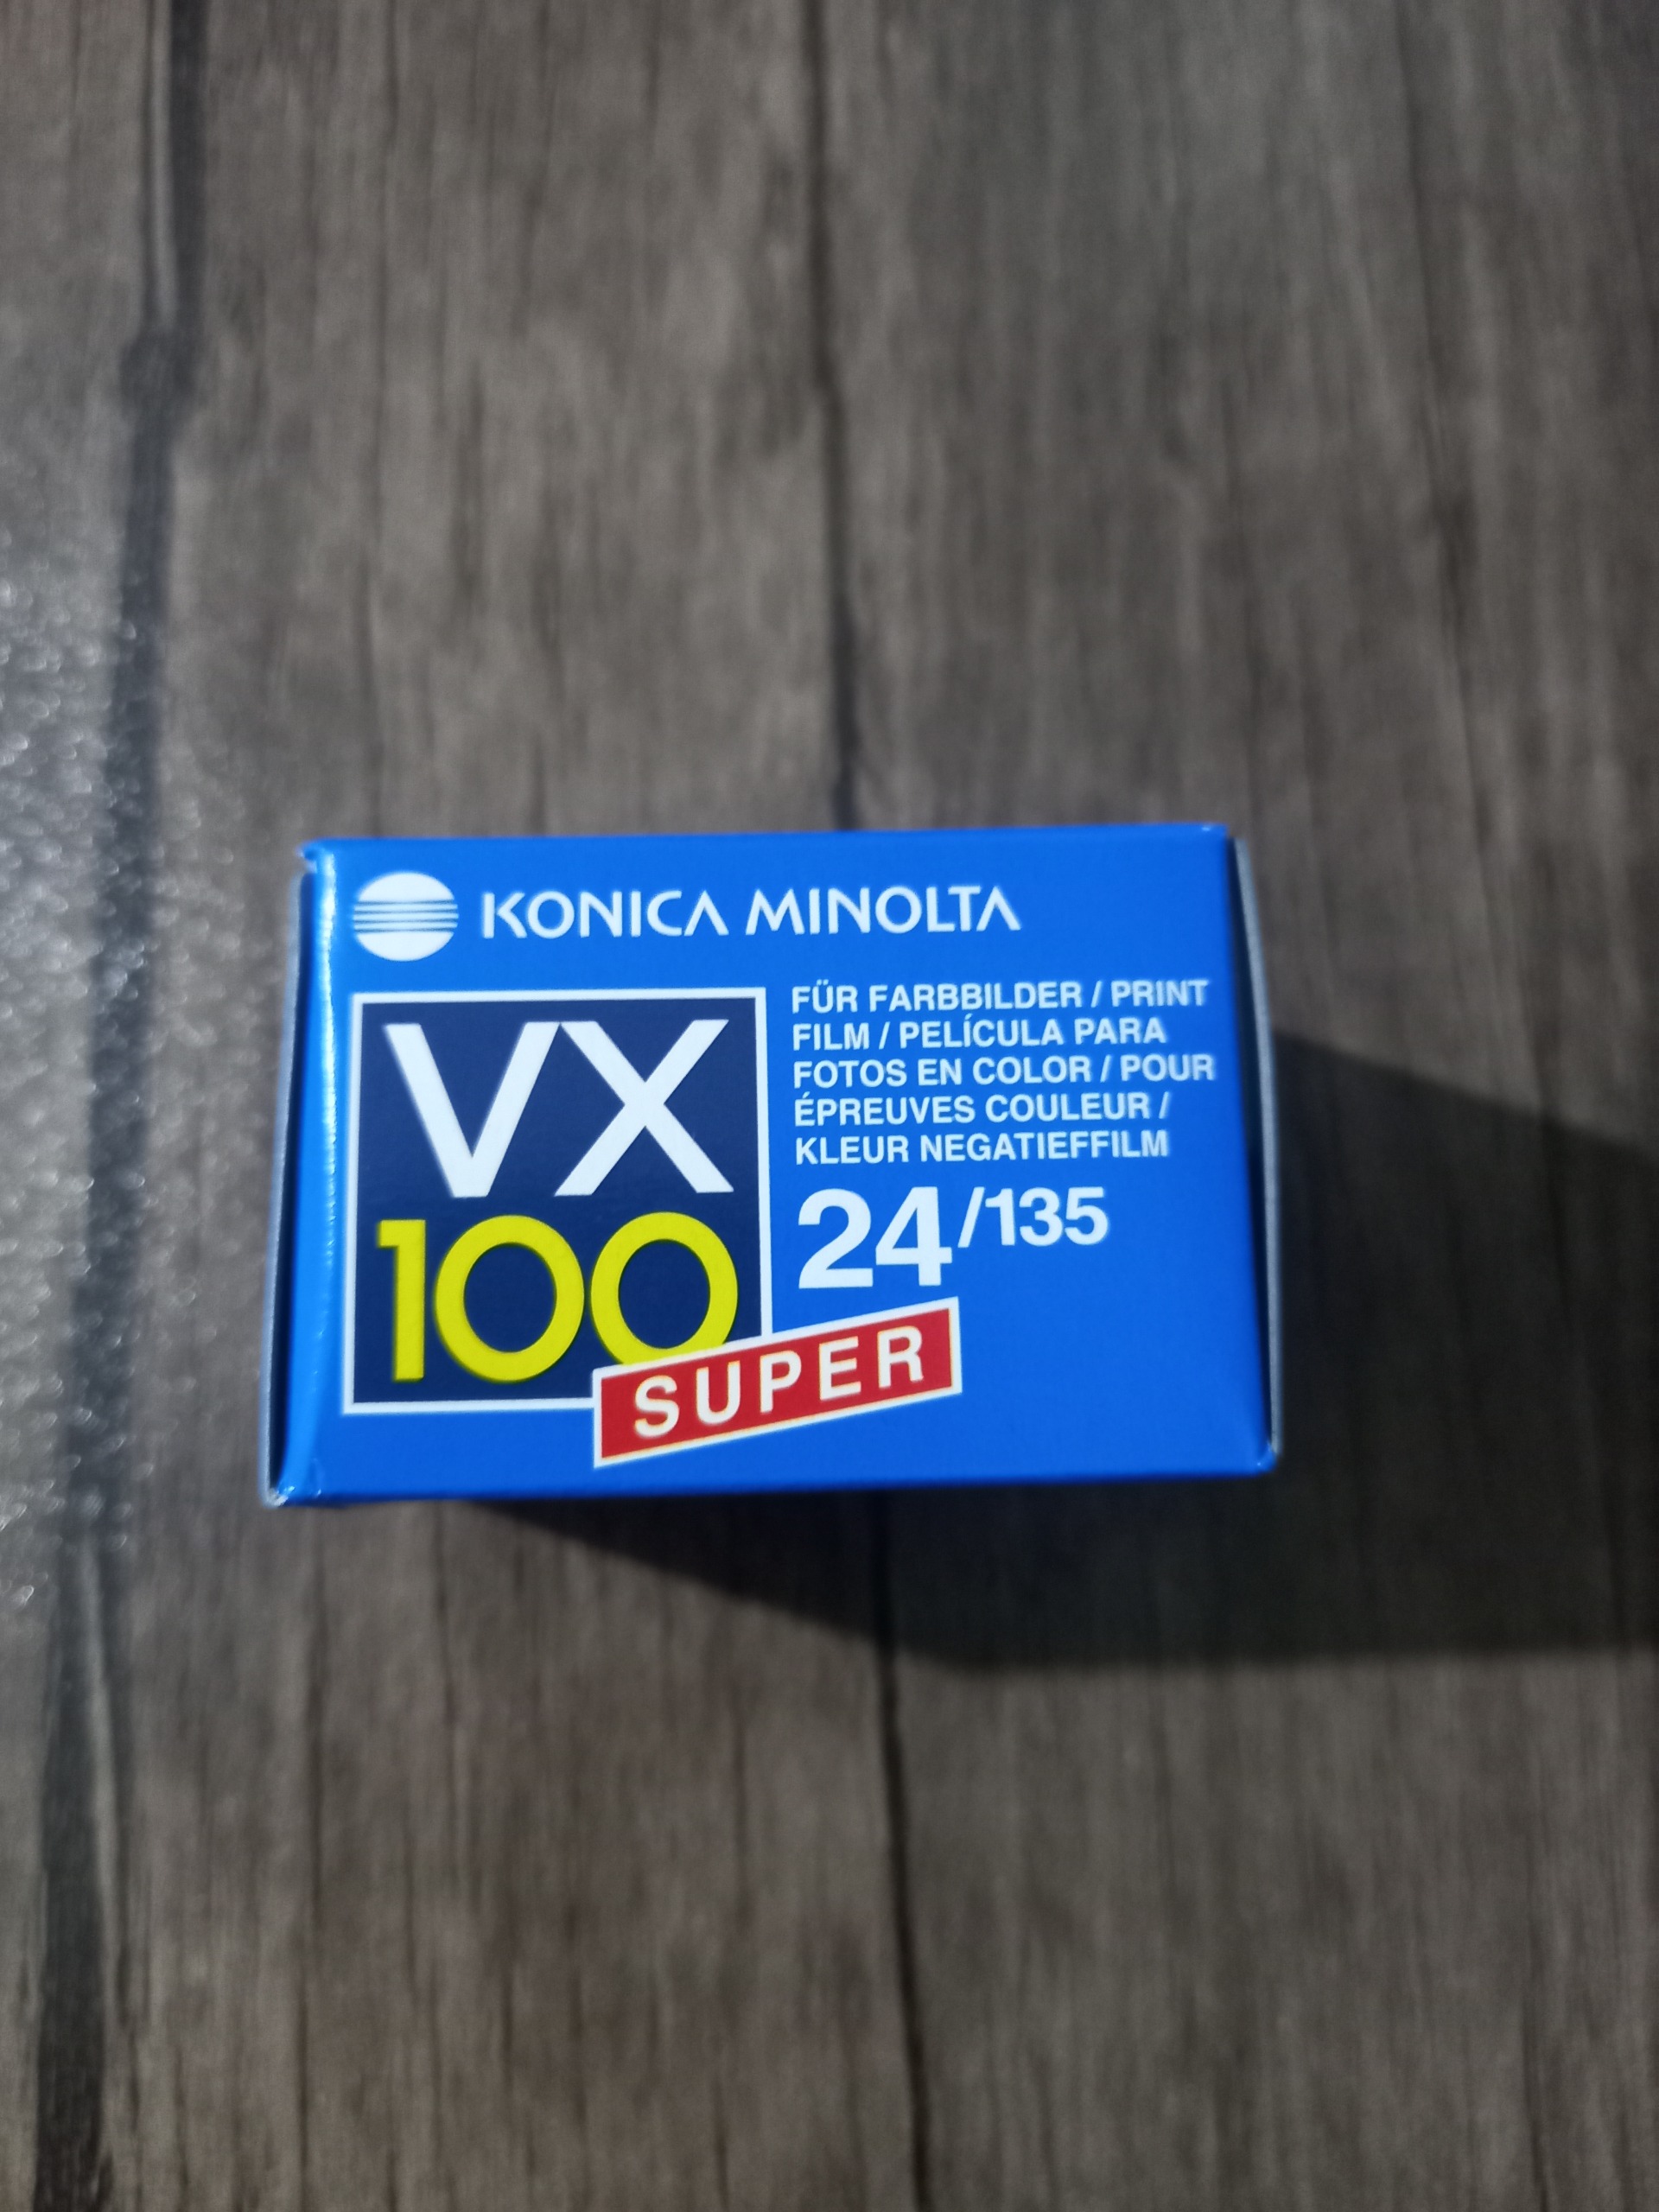 KONICA MINOLTA
VX
100
SUPER
FÜR FARBBILDER / PRINT
FILM / PELÍCULA PARA
FOTOS EN COLOR / POUR
ÉPREUVES COULEUR /
KLEUR NEGATIEFFILM
24/135